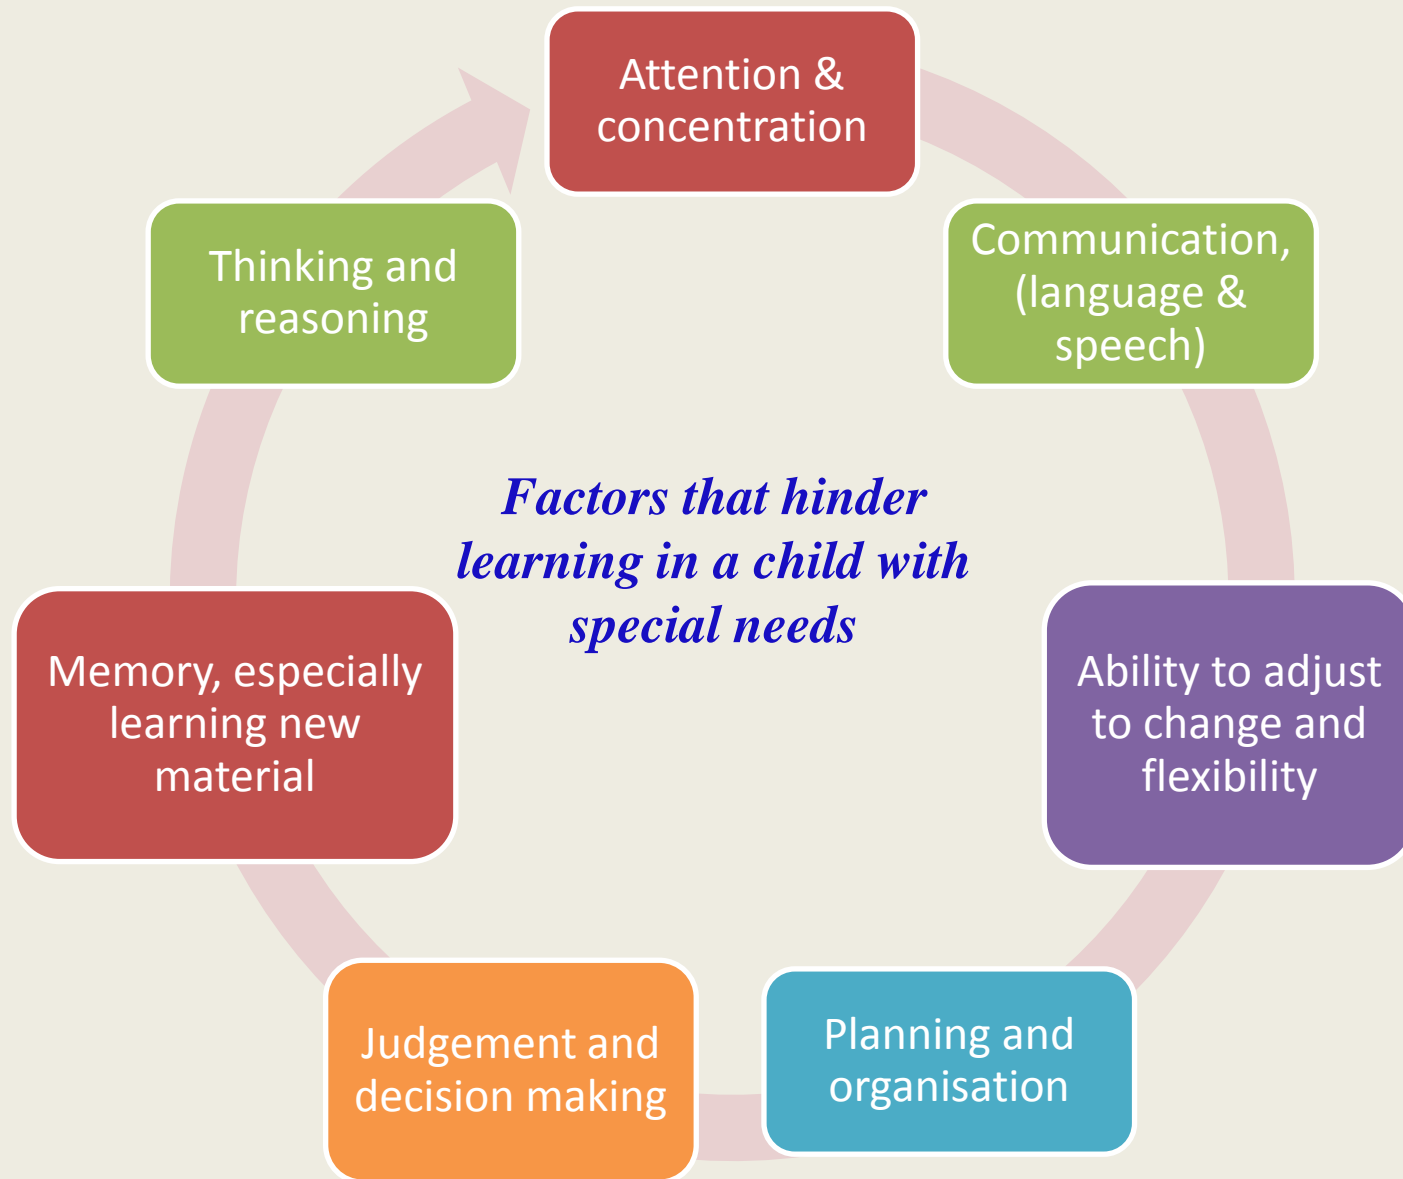 Attention &
concentration
Communication,
(language &
speech)
Ability to adjust
to change and
flexibility
Planning and
organisation
Judgement and
decision making
Memory, especially
learning new
material
Thinking and
reasoning
Factors that hinder
learning in a child with
special needs